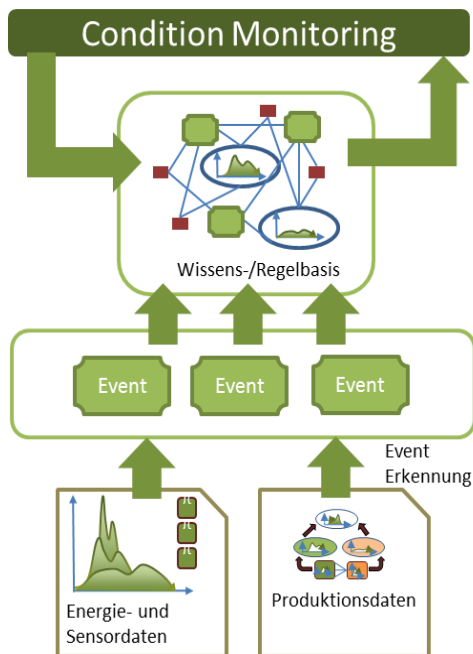 Condition Monitoring
Wissens-/Regelbasis
Event
Event
Event
Event
Erkennung
Energie- und
Sensordaten
Produktionsdaten